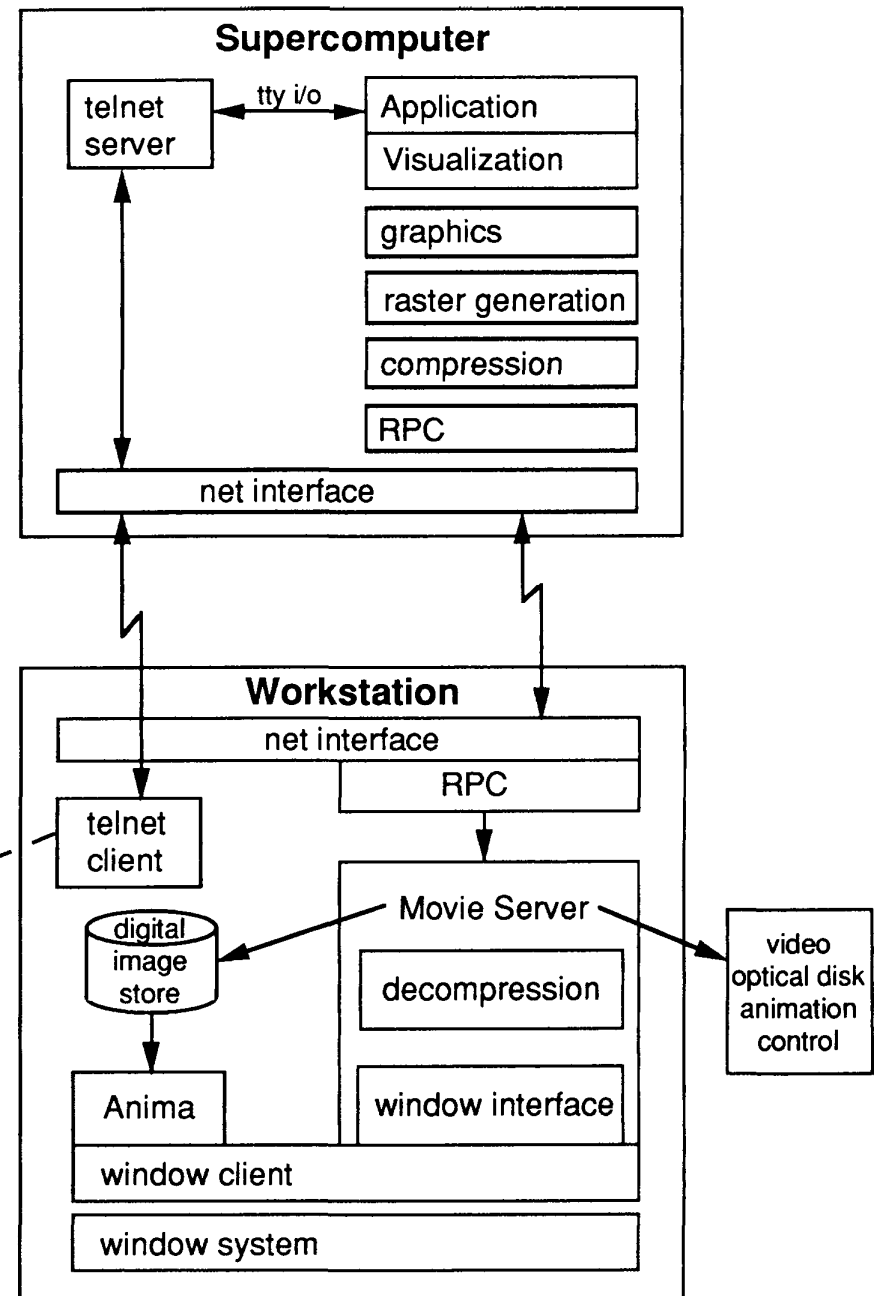 Supercomputer
telnet
server
tty i/o
Application
Visualization
graphics
raster generation
compression
RPC
net interface
Workstation
net interface
RPC
telnet
client
Movie Server
digital
image
store
decompression
video
optical disk
animation
control
Anima
window interface
window client
window system